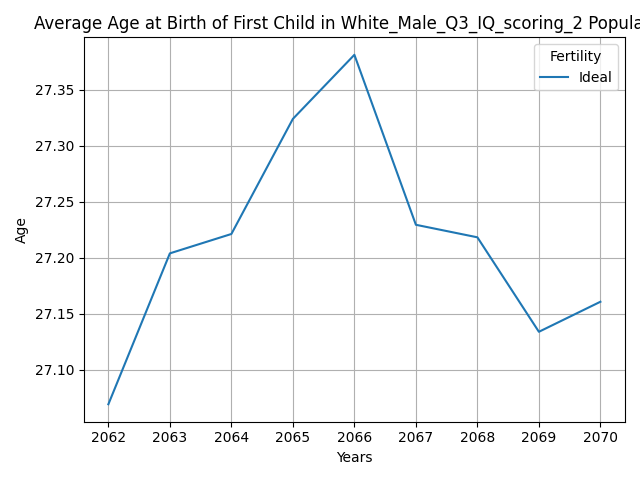 Average Age at Birth of First Child in White_Male_Q3_IQ_scoring_2 Popula
Fertility
Ideal
27.35
27.30
27.25
27.20
27.15
27.10
Age
2062 2063 2064 2065 2066 2067 2068 2069 2070
Years